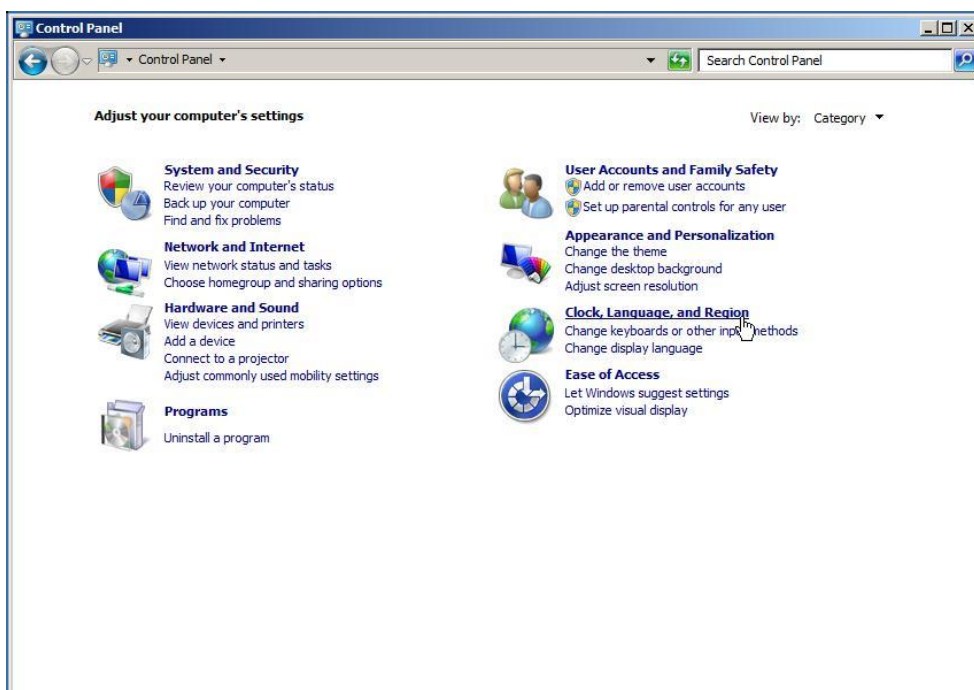 Control Panel
Control Panel
Search Control Panel
Adjust your computer's settings
View by: Category
System and Security
Review your computer's status
Back up your computer
Find and fix problems
Network and Internet
View network status and tasks
Choose homegroup and sharing options
Hardware and Sound
View devices and printers
Add a device
Connect to a projector
Adjust commonly used mobility settings
Programs
Uninstall a program
User Accounts and Family Safety
Add or remove user accounts
Set up parental controls for any user
Appearance and Personalization
Change the theme
Change desktop background
Adjust screen resolution
Clock, Language, and Region
Change keyboards or other input methods
Change display language
Ease of Access
Let Windows suggest settings
Optimize visual display